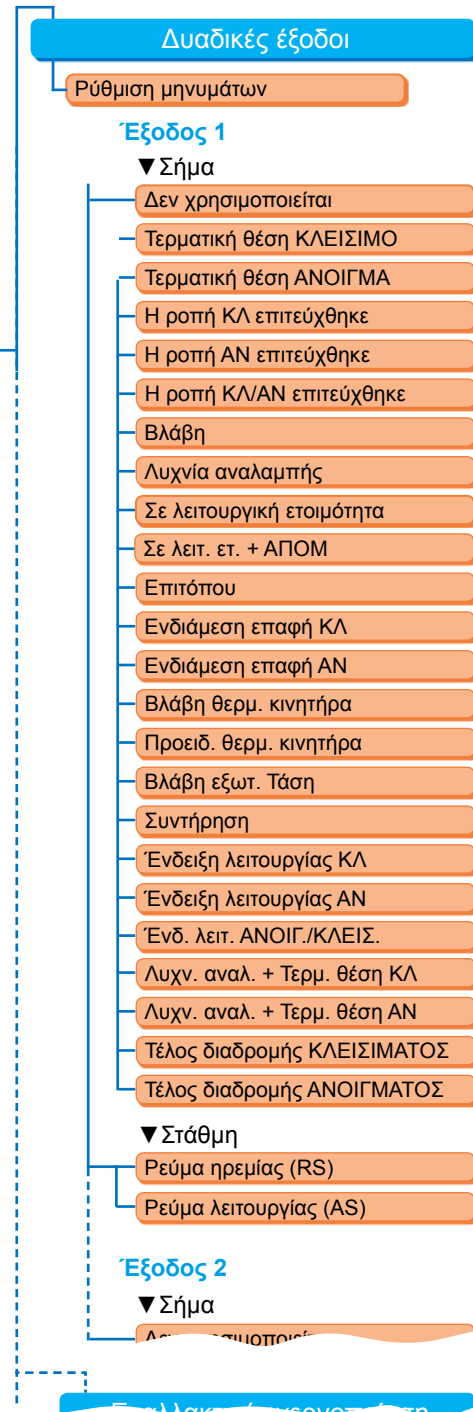 Δυαδικές έξοδοι
Ρύθμιση μηνυμάτων
Έξοδος 1
▼Σήμα
Δεν χρησιμοποιείται
Τερματική θέση ΚΛΕΙΣΙΜΟ
Τερματική θέση ΑΝΟΙΓΜΑ
Η ροπή ΚΛ επιτεύχθηκε
Η ροπή ΑΝ επιτεύχθηκε
Η ροπή ΚΛ/ΑΝ επιτεύχθηκε
Βλάβη
Λυχνία αναλαμπής
Σε λειτουργική ετοιμότητα
Σε λειτ. ετ. + ΑΠΟΜ
Επιτόπου
Ενδιάμεση επαφή ΚΛ
Ενδιάμεση επαφή ΑΝ
Βλάβη θερμ. κινητήρα
Προειδ. θερμ. κινητήρα
Βλάβη εξωτ. Τάση
Συντήρηση
Ένδειξη λειτουργίας ΚΛ
Ένδειξη λειτουργίας ΑΝ
Ένδ. λειτ. ΑΝΟΙΓ./ΚΛΕΙΣ.
Λυχν. αναλ. + Τερμ. θέση ΚΛ
Λυχν. αναλ. + Τερμ. θέση ΑΝ
Τέλος διαδρομής ΚΛΕΙΣΙΜΑΤΟΣ
Τέλος διαδρομής ΑΝΟΙΓΜΑΤΟΣ
▼Στάθμη
Ρεύμα ηρεμίας (RS)
Ρεύμα λειτουργίας (AS)
Έξοδος 2
▼Σήμα